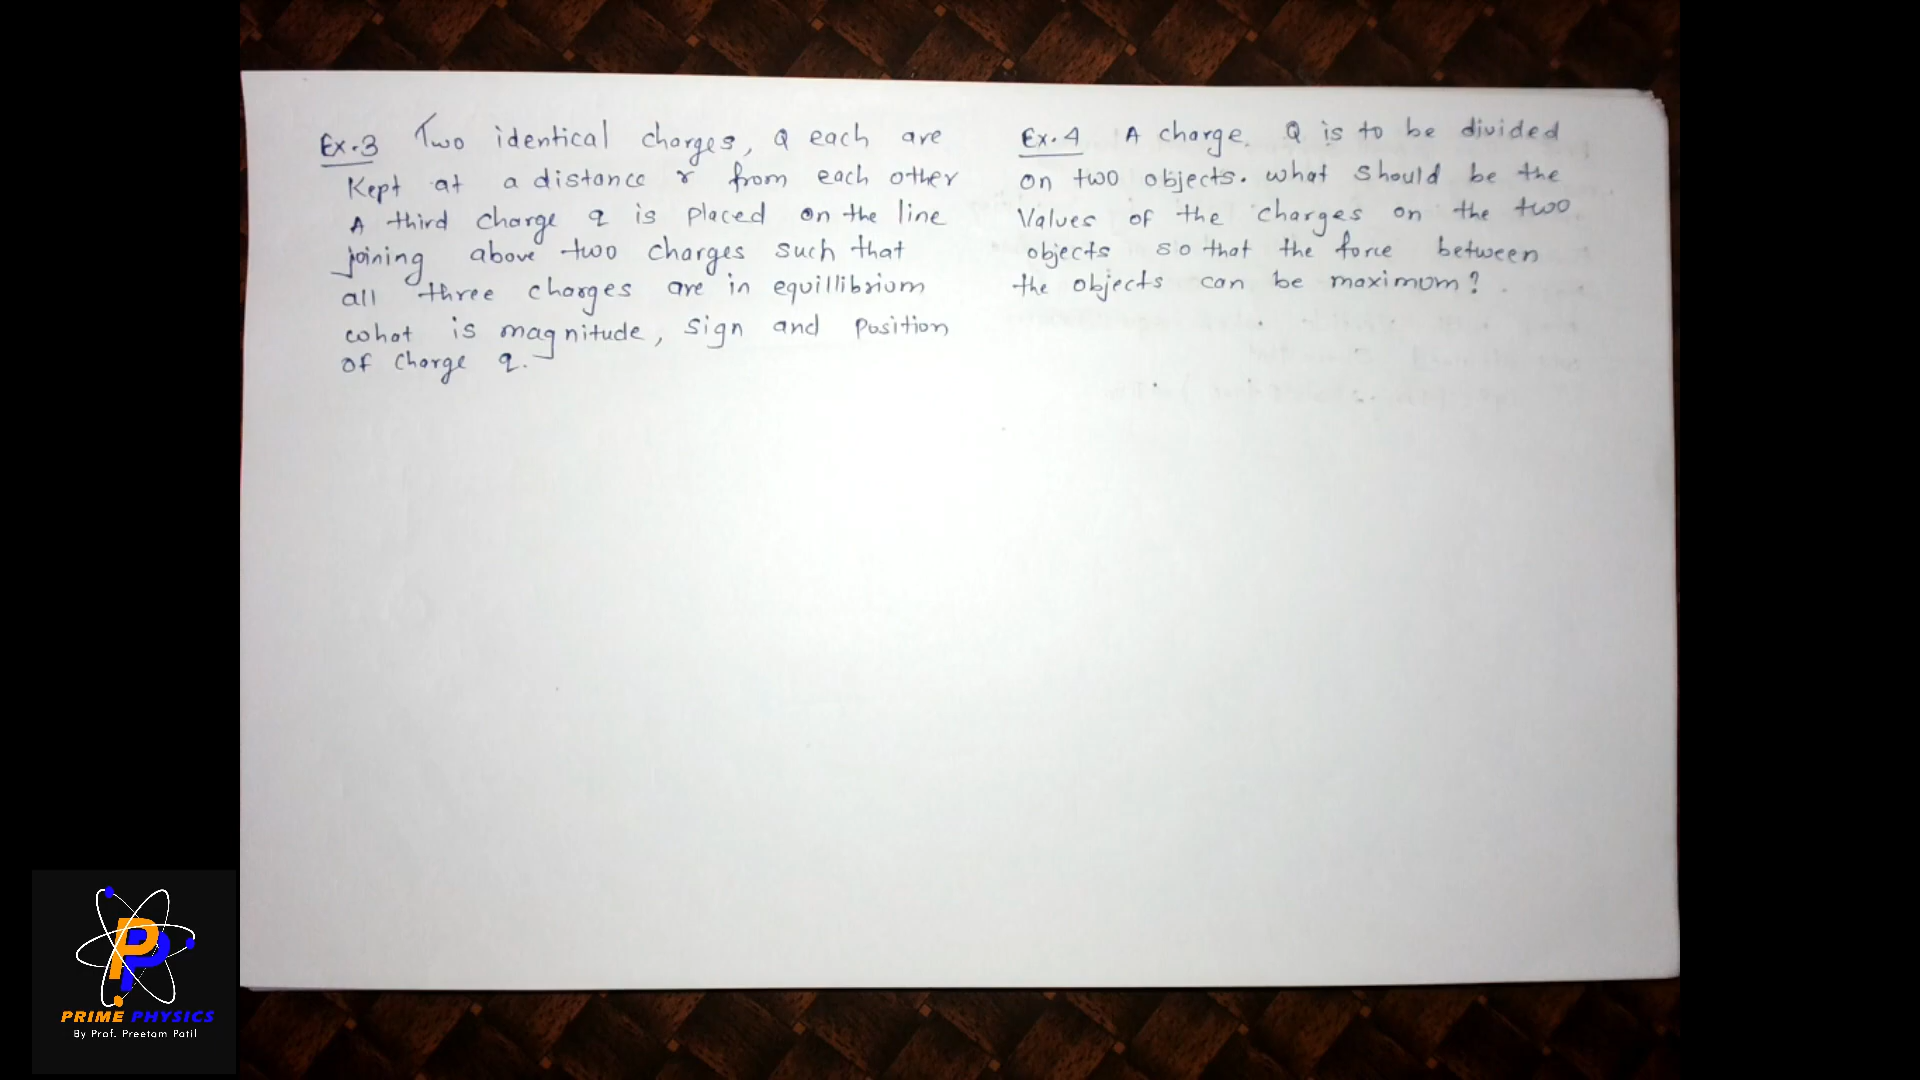 Ex.3 Two identical charges, Q each are
Kept at a distance r from each other
A third charge q is placed on the line
joining above two charges such that
all three charges are in equillibrium
what is magnitude, sign and position
of charge q.
Ex.4 A charge Q is to be divided
on two objects. what should be the
Values of the charges on the two
objects so that the force between
the objects can be maximum?
PRIME PHYSICS
By Prof. Preetam Patil